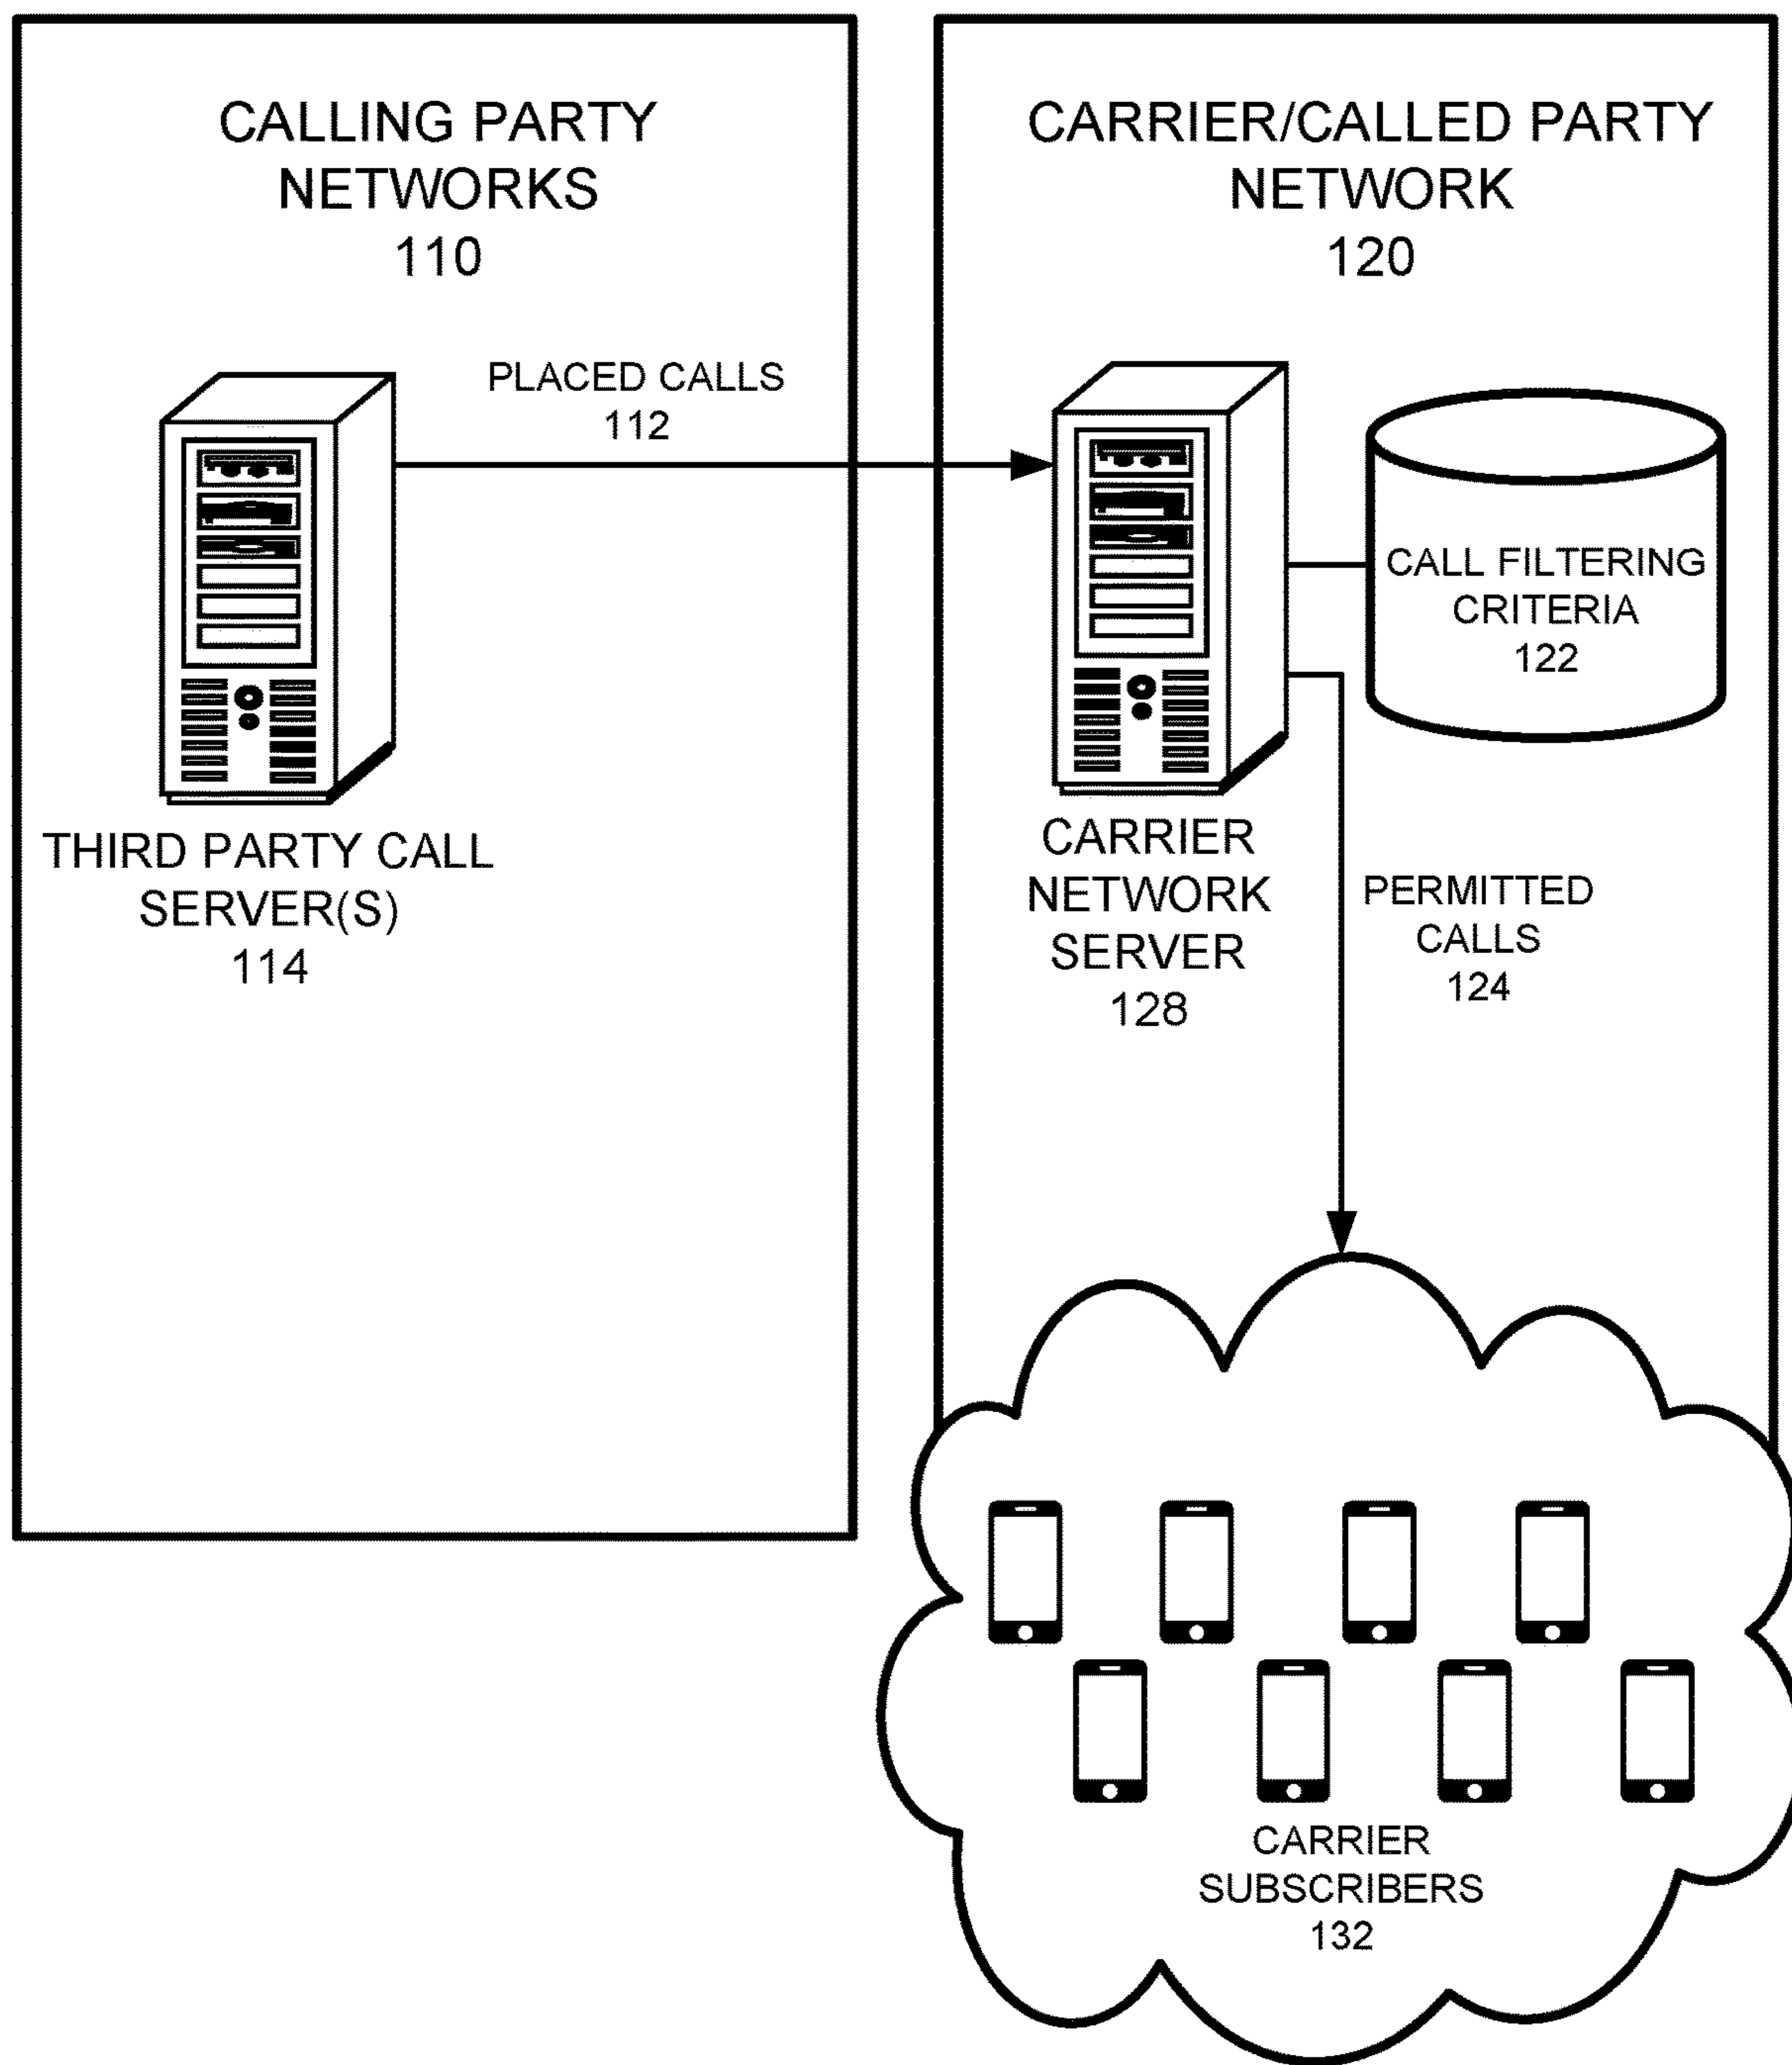 CALLING PARTY
NETWORKS
110
CARRIER/CALLED PARTY
NETWORK
120
PLACED CALLS
112
CALL FILTERING
CRITERIA
122
THIRD PARTY CALL
SERVER(S)
114
CARRIER
NETWORK
SERVER
128
PERMITTED
CALLS
124
CARRIER
SUBSCRIBERS
132